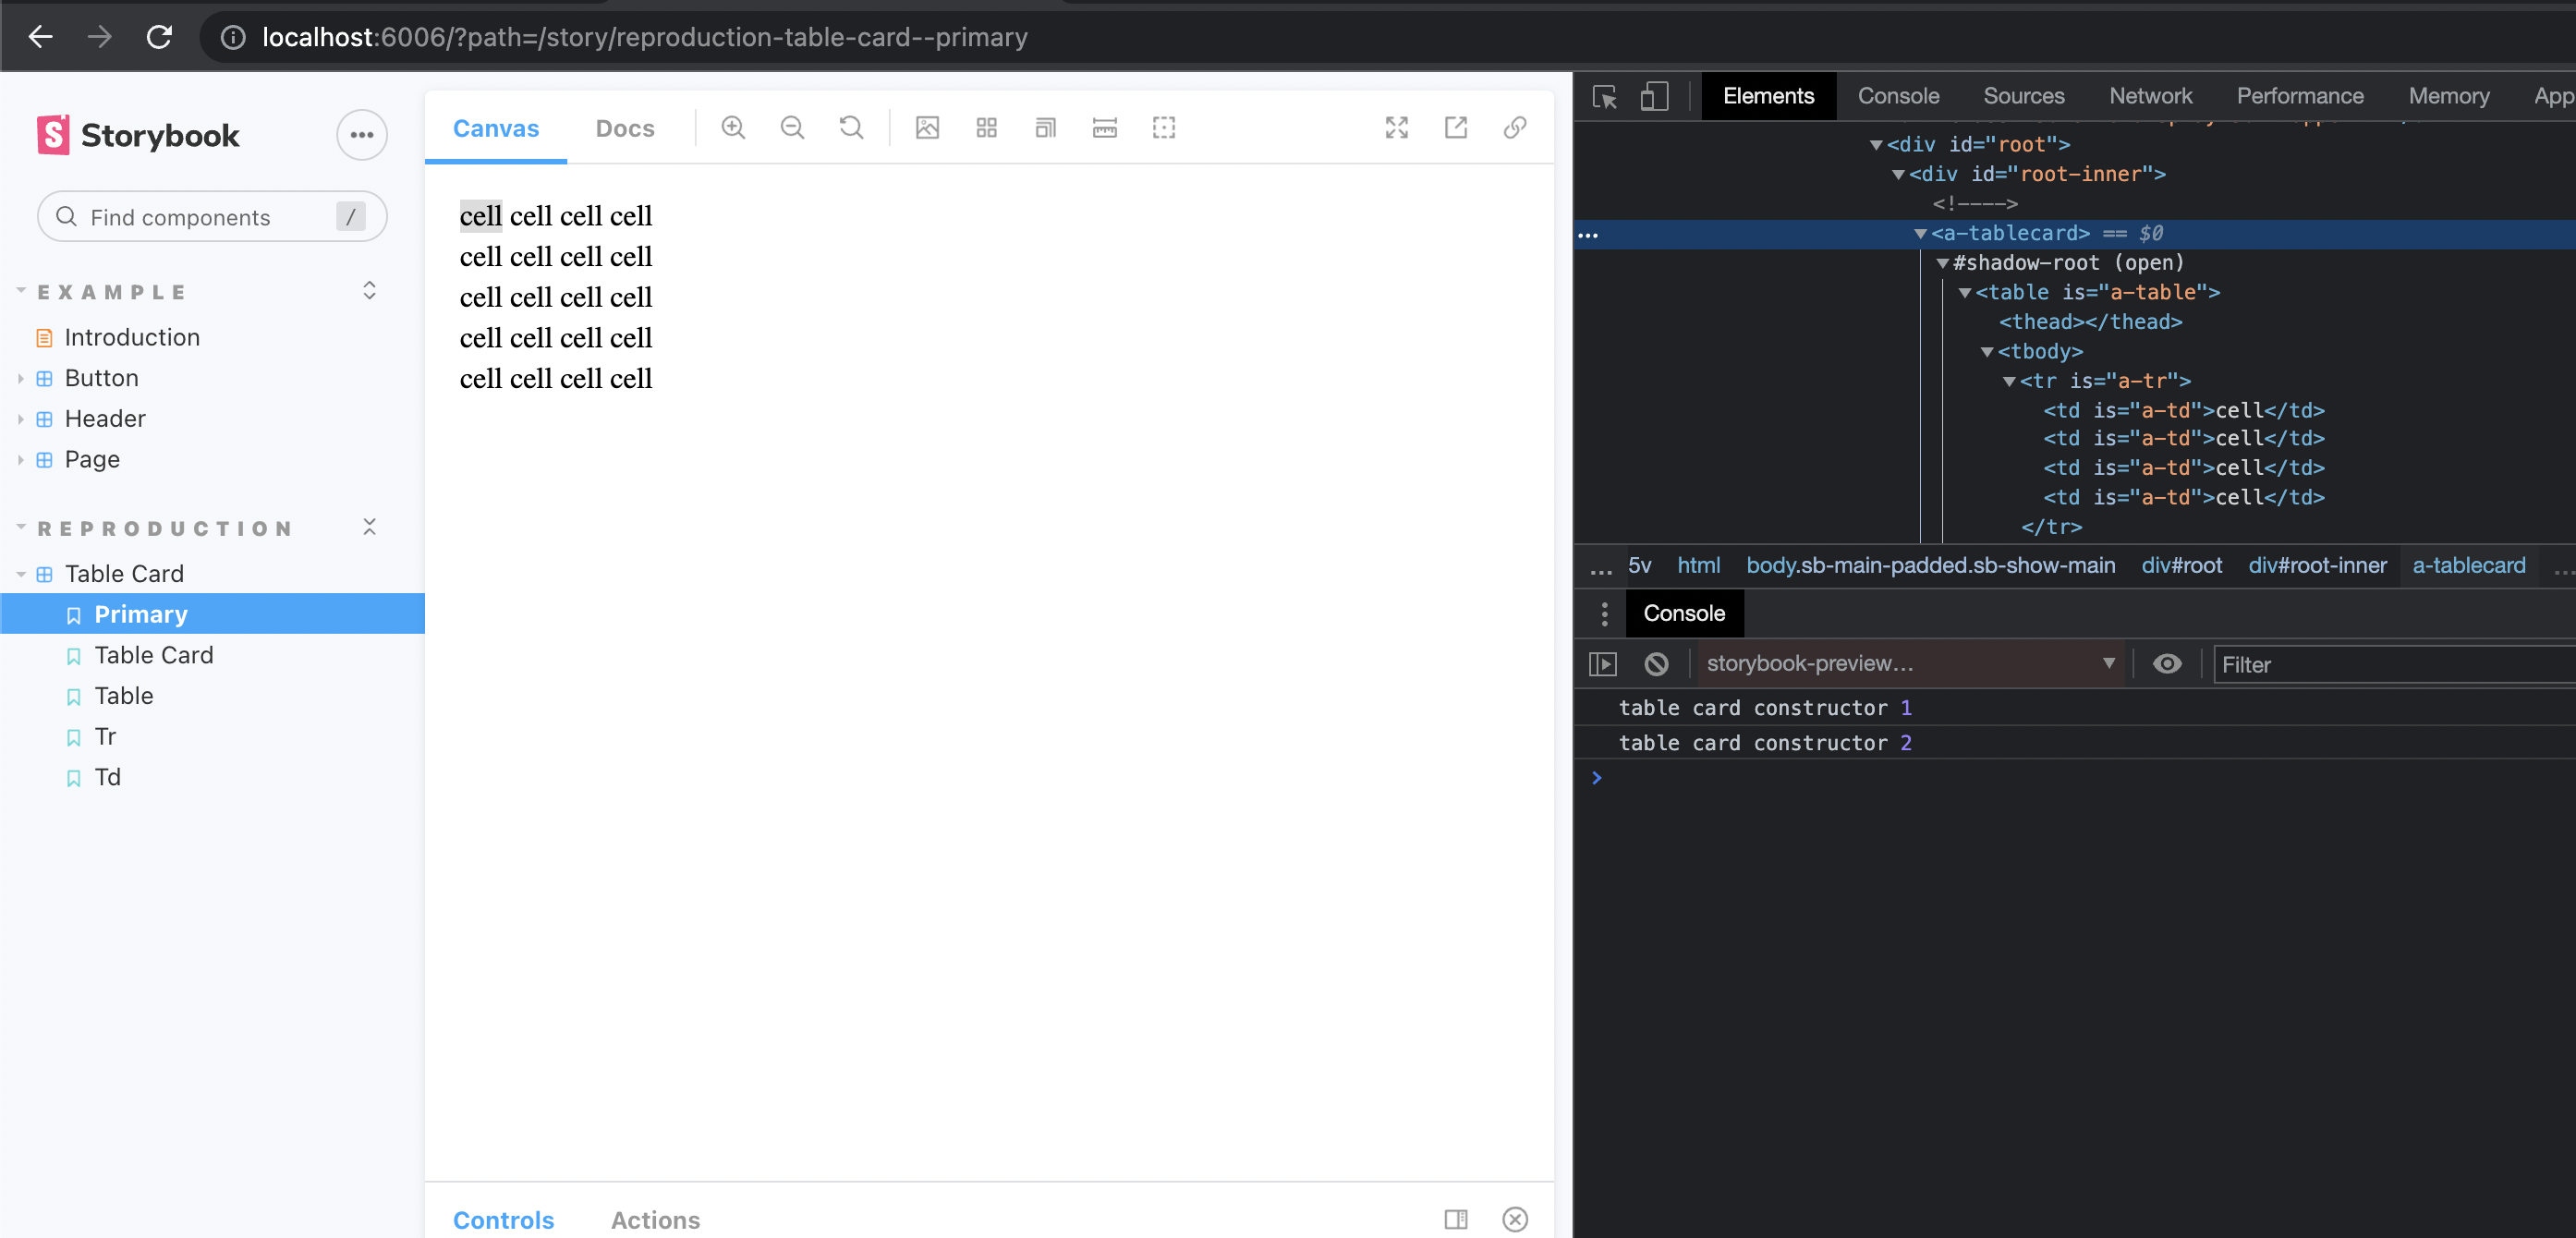 localhost:6006/?path=/story/reproduction-table-card--primary
Storybook
Find components /
EXAMPLE
Introduction
Button
Header
Page
REPRODUCTION
Table Card
Primary
Table Card
Table
Tr
Td
Canvas Docs
cell cell cell cell
cell cell cell cell
cell cell cell cell
cell cell cell cell
cell cell cell cell
Controls Actions
Elements Console Sources Network Performance Memory App
<div id="root">
<div id="root-inner">
<!---->
<a-tablecard> == $0
#shadow-root (open)
<table is="a-table">
<thead></thead>
<tbody>
<tr is="a-tr">
<td is="a-td">cell</td>
<td is="a-td">cell</td>
<td is="a-td">cell</td>
<td is="a-td">cell</td>
</tr>
... 5v html body.sb-main-padded.sb-show-main div#root div#root-inner a-tablecard ...
Console
storybook-preview… Filter
table card constructor 1
table card constructor 2